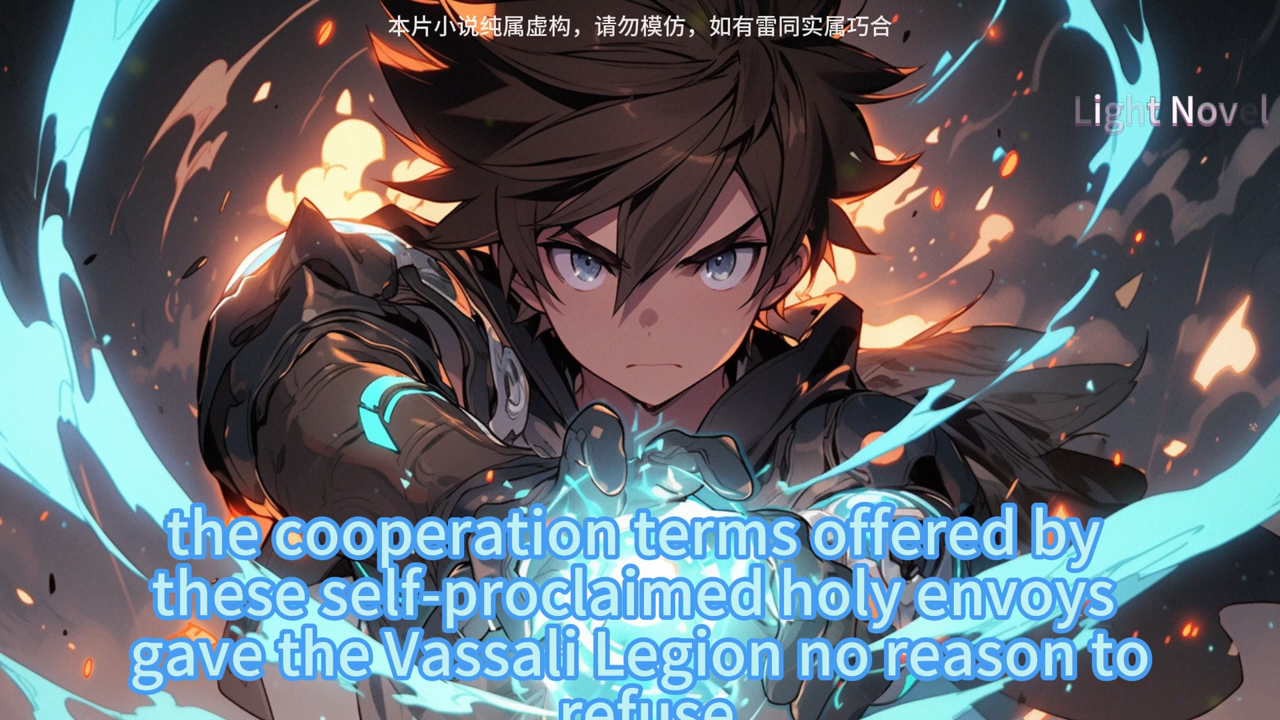 本片小说纯属虚构，请勿模仿，如有雷同实属巧合
Light Novel
the cooperation terms offered by
these self-proclaimed holy envoys
gave the Vassali Legion no reason to
refuse